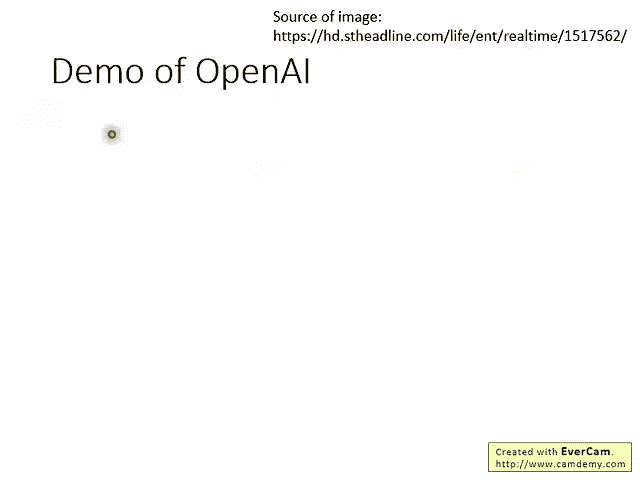 Source of image:
https://hd.stheadline.com/life/ent/realtime/1517562/
Demo of OpenAI
Created with EverCam.
http://www.camdemy.com